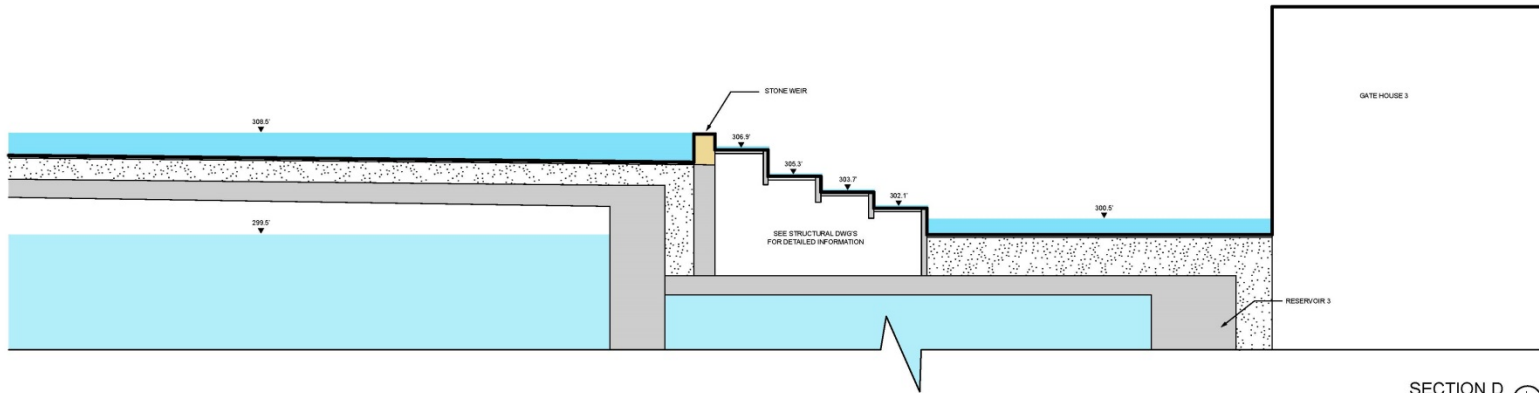 STONE WEIR
GATE HOUSE 3
308.5'
306.9'
305.3'
303.7'
302.1'
300.5'
299.5'
SEE STRUCTURAL DWG'S
FOR DETAILED INFORMATION
RESERVOIR 3
SECTION D